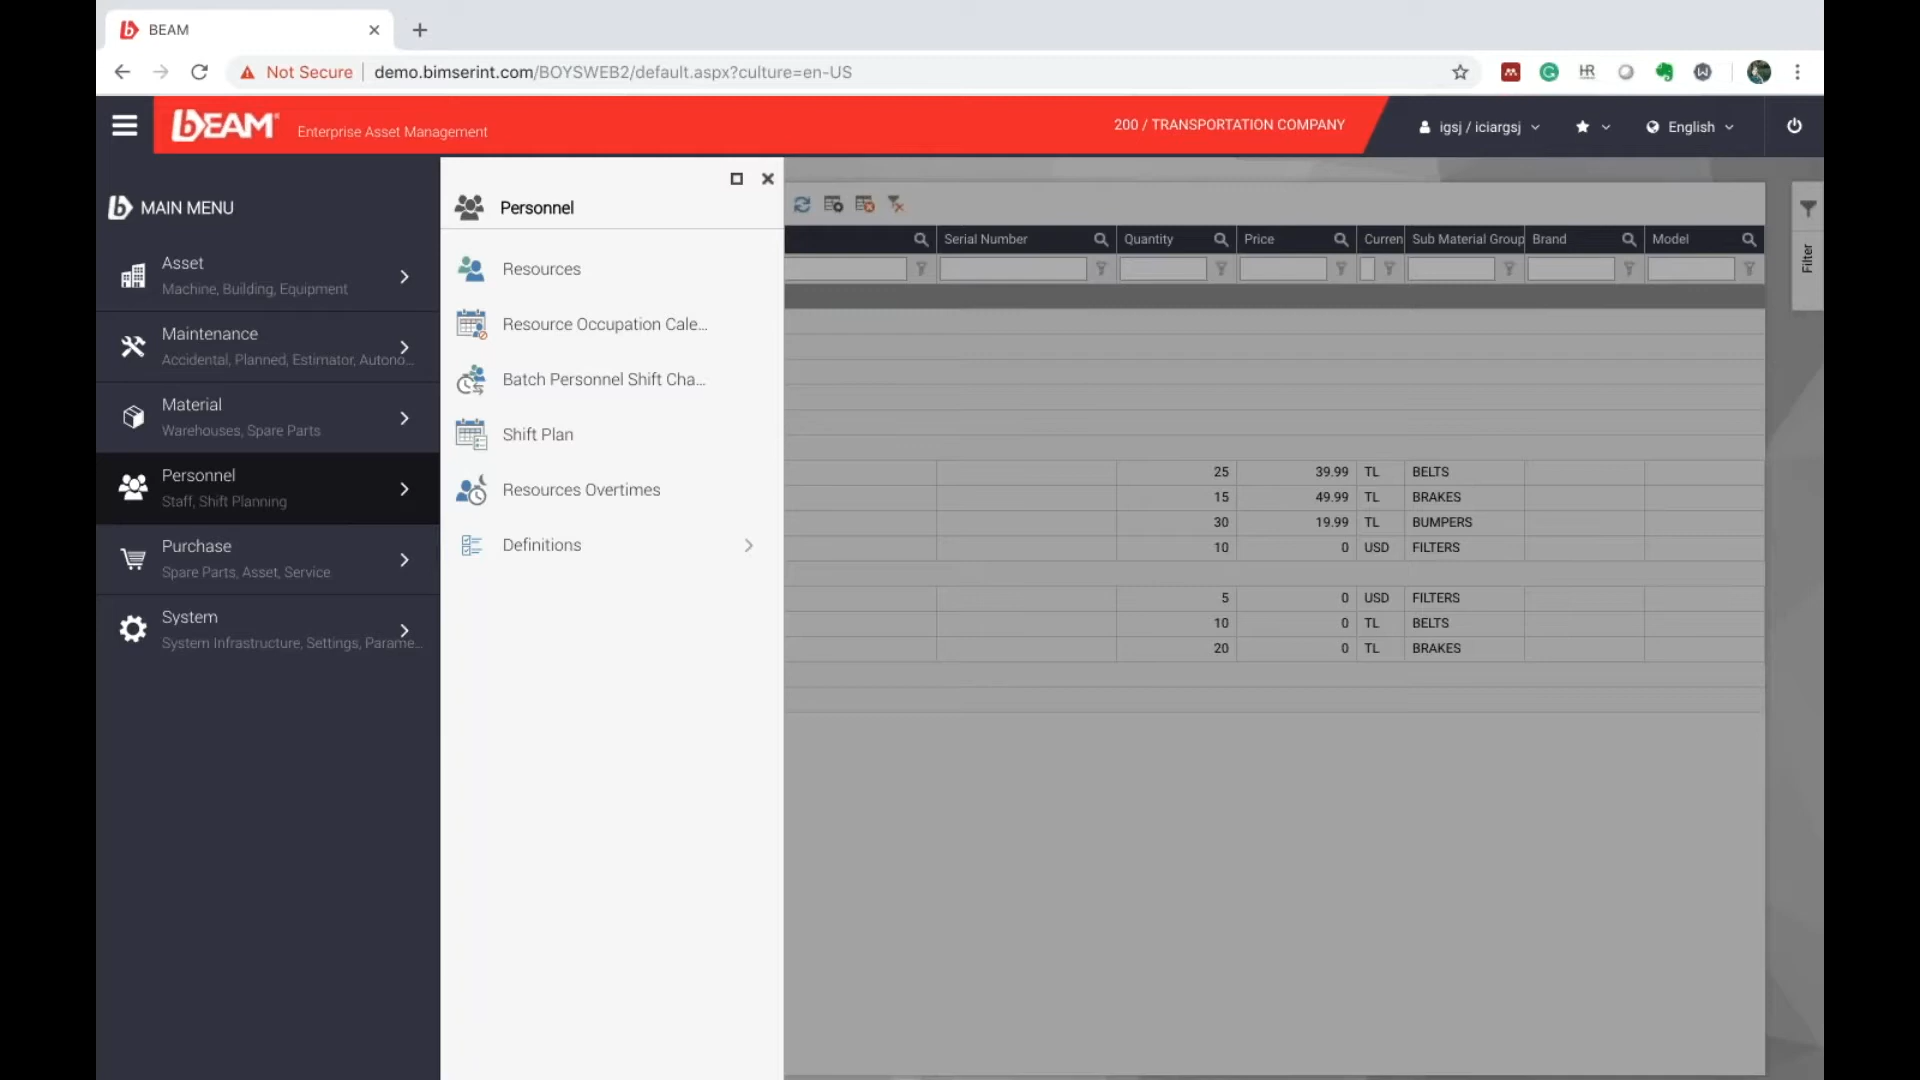 BEAM
Not Secure
demo.bimserint.com/BOYSWEB2/default.aspx?culture=en-US
HR
bEAM
Enterprise Asset Management
200 / TRANSPORTATION COMPANY
igsj / iciargsj
English
MAIN MENU
Asset
Machine, Building, Equipment
Maintenance
Accidental, Planned, Estimator, Autono...
Material
Warehouses, Spare Parts
Personnel
Staff, Shift Planning
Purchase
Spare Parts, Asset, Service
System
System Infrastructure, Settings, Parame...
Personnel
Resources
Resource Occupation Cale...
Batch Personnel Shift Cha...
Shift Plan
Resources Overtimes
Definitions
Serial Number Quantity Price Curren Sub Material Group Brand Model
25 39.99 TL BELTS
15 49.99 TL BRAKES
30 19.99 TL BUMPERS
10 0 USD FILTERS
5 0 USD FILTERS
10 0 TL BELTS
20 0 TL BRAKES
Filter